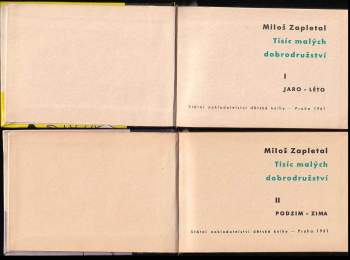 Miloš Zapletal
Tisíc malých
dobrodružství
I
JARO - LÉTO
Státní nakladatelství dětské knihy — Praha 1961
Miloš Zapletal
Tisíc malých
dobrodružství
II
PODZIM - ZIMA
Státní nakladatelství dětské knihy — Praha 1961